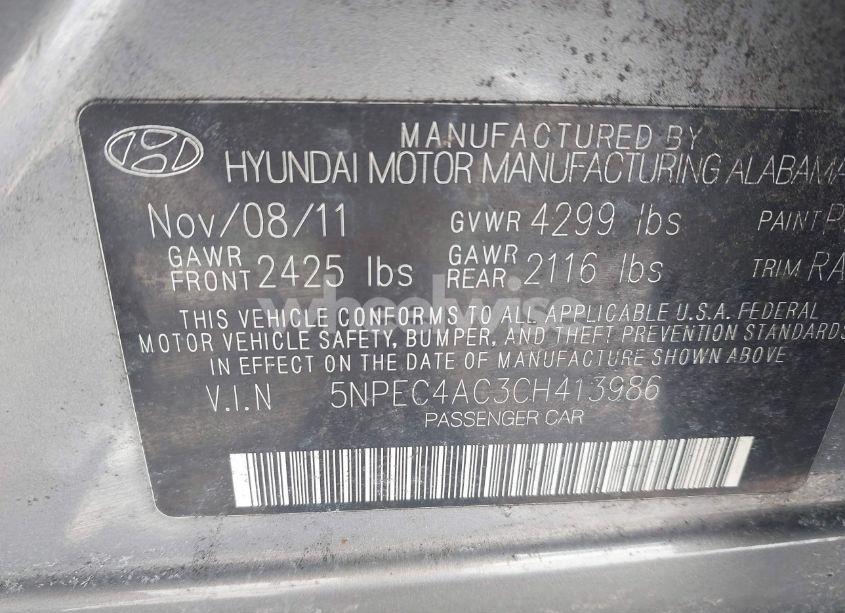 MANUFACTURED BY
HYUNDAI MOTOR MANUFACTURING ALABAMA
Nov/08/11 GVWR 4299 lbs PAINT
GAWR FRONT 2425 lbs GAWR REAR 2116 lbs TRIM RA
wheelwise
THIS VEHICLE CONFORMS TO ALL APPLICABLE U.S.A. FEDERAL
MOTOR VEHICLE SAFETY, BUMPER, AND THEFT PREVENTION STANDARDS
IN EFFECT ON THE DATE OF MANUFACTURE SHOWN ABOVE
V.I.N 5NPEC4AC3CH413986
PASSENGER CAR